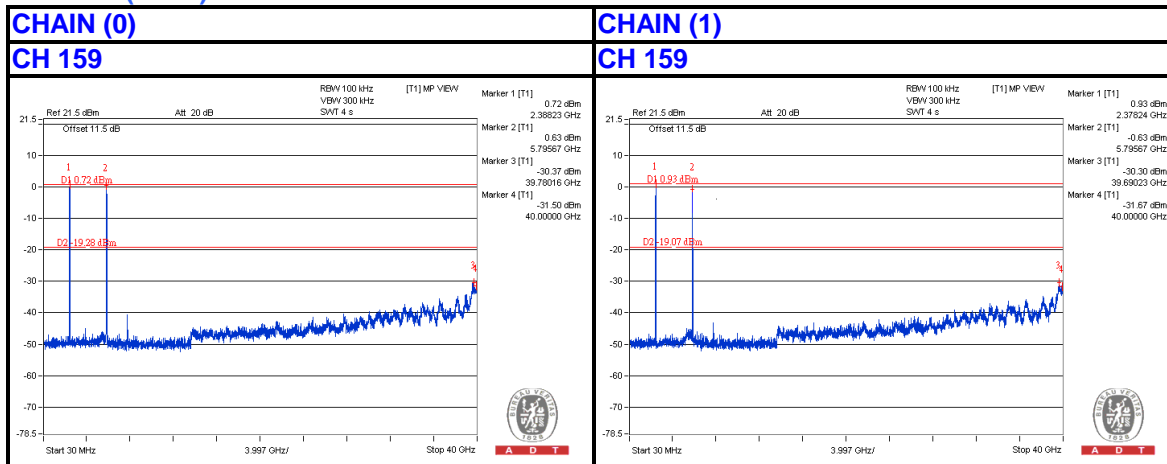 CHAIN (0)
CHAIN (1)
CH 159
CH 159
RBW 100 kHz
[T1] MP VIEW
VBW 300 kHz
Ref 21.5 dBm
Att 20 dB
SWT 4 s
Marker 1 [T1]
0.72 dBm
2.38823 GHz
Marker 2 [T1]
0.63 dBm
5.79567 GHz
Marker 3 [T1]
-30.37 dBm
39.78016 GHz
Marker 4 [T1]
-31.50 dBm
40.00000 GHz
21.5
Offset 11.5 dB
10
1 2
D1 0.72 dBm
0
-10
D2 -19.28 dBm
-20
3
4
-30
-40
-50
-60
-70
-78.5
Start 30 MHz
3.997 GHz/
Stop 40 GHz
BUREAU VERITAS
1828
A D T
RBW 100 kHz
[T1] MP VIEW
VBW 300 kHz
Ref 21.5 dBm
Att 20 dB
SWT 4 s
Marker 1 [T1]
0.93 dBm
2.37824 GHz
Marker 2 [T1]
-0.63 dBm
5.79567 GHz
Marker 3 [T1]
-30.30 dBm
39.69023 GHz
Marker 4 [T1]
-31.67 dBm
40.00000 GHz
21.5
Offset 11.5 dB
10
1 2
D1 0.93 dBm
0
-10
D2 -19.07 dBm
-20
3
4
-30
-40
-50
-60
-70
-78.5
Start 30 MHz
3.997 GHz/
Stop 40 GHz
BUREAU VERITAS
1828
A D T